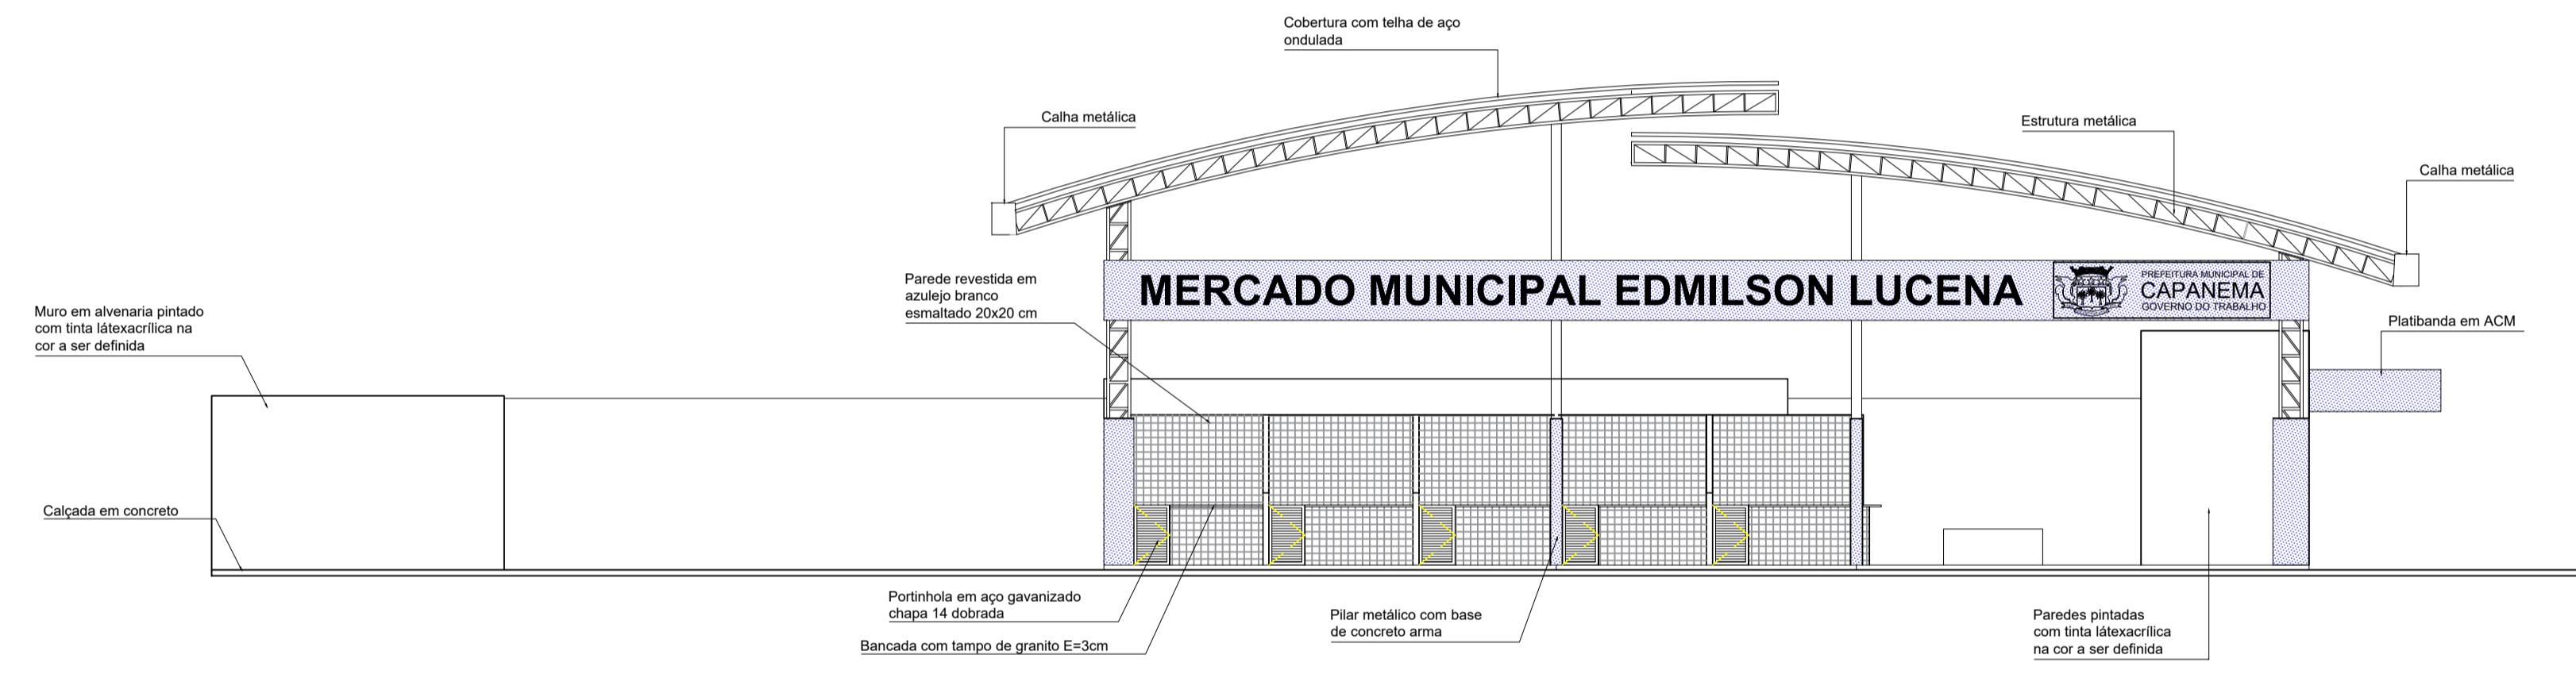 Cobertura com telha de aço
ondulada
Calha metálica
Estrutura metálica
Calha metálica
Parede revestida em
azulejo branco
esmaltado 20x20 cm
MERCADO MUNICIPAL EDMILSON LUCENA
PREFEITURA MUNICIPAL DE
CAPANEMA
GOVERNO DO TRABALHO
Muro em alvenaria pintado
com tinta látexacrílica na
cor a ser definida
Platibanda em ACM
Calçada em concreto
Portinhola em aço gavanizado
chapa 14 dobrada
Bancada com tampo de granito E=3cm
Pilar metálico com base
de concreto arma
Paredes pintadas
com tinta látexacrílica
na cor a ser definida